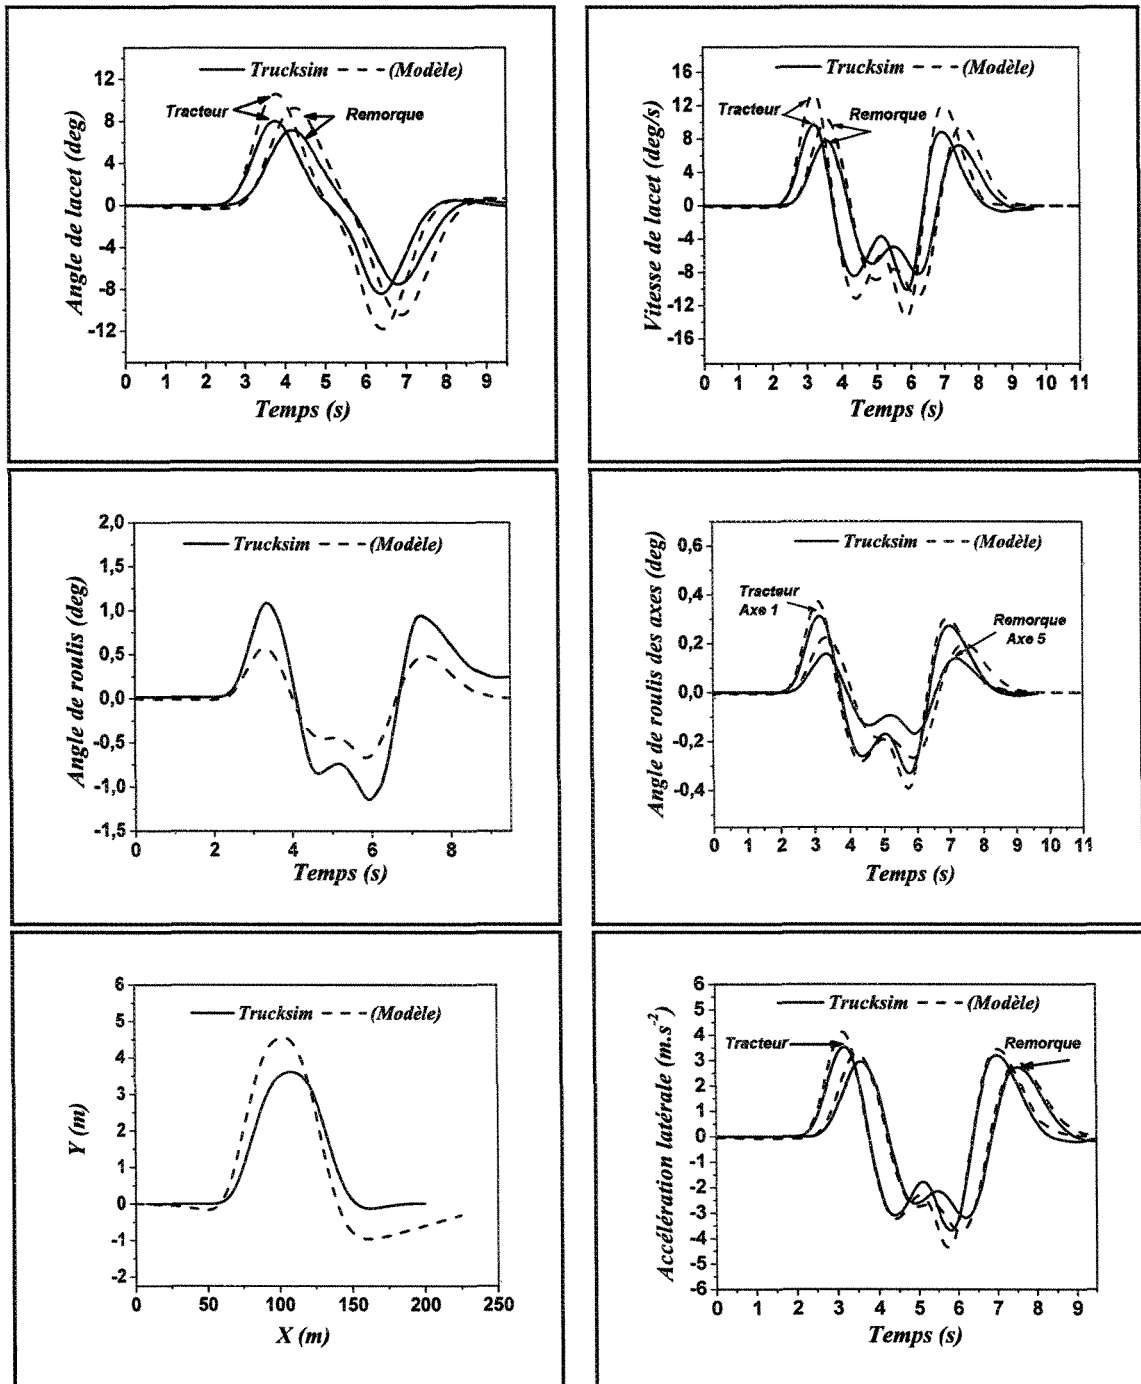 Trucksim (Modèle)
Tracteur
Remorque
Angle de lacet (deg)
12
8
4
0
-4
-8
-12
0 1 2 3 4 5 6 7 8 9
Temps (s)
Trucksim (Modèle)
Tracteur
Remorque
Vitesse de lacet (deg/s)
16
12
8
4
0
-4
-8
-12
-16
0 1 2 3 4 5 6 7 8 9 10 11
Temps (s)
Trucksim (Modèle)
Angle de roulis (deg)
2,0
1,5
1,0
0,5
0,0
-0,5
-1,0
-1,5
0 2 4 6 8
Temps (s)
Trucksim (Modèle)
Tracteur
Axe 1
Remorque
Axe 5
Angle de roulis des axes (deg)
0,6
0,4
0,2
0,0
-0,2
-0,4
0 1 2 3 4 5 6 7 8 9 10 11
Temps (s)
Trucksim (Modèle)
Y (m)
6
5
4
3
2
1
0
-1
-2
0 50 100 150 200 250
X (m)
Trucksim (Modèle)
Tracteur
Remorque
Accélération latérale (m.s⁻²)
6
5
4
3
2
1
0
-1
-2
-3
-4
-5
-6
0 1 2 3 4 5 6 7 8 9
Temps (s)